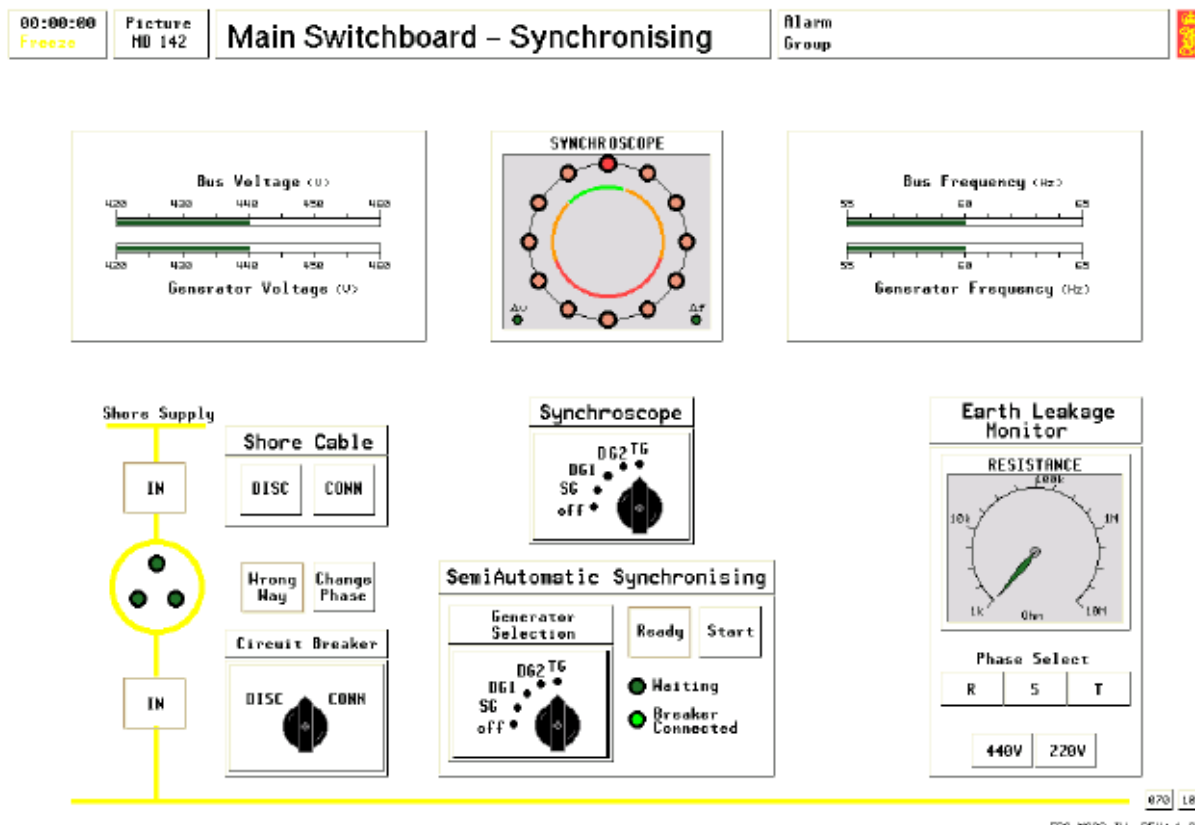 00:00:00
Freeze
Picture
MD 142
Main Switchboard – Synchronising
Alarm
Group
Bus Voltage (V)
420 430 440 450 460
420 430 440 450 460
Generator Voltage (V)
SYNCHROSCOPE
Δv Δf
Bus Frequency (Hz)
55 60 65
55 60 65
Generator Frequency (Hz)
Shore Supply
IN
IN
Shore Cable
DISC CONN
Wrong Way
Change Phase
Circuit Breaker
DISC CONN
Synchroscope
off SG DG1 DG2 TG
SemiAutomatic Synchronising
Generator
Selection
off SG DG1 DG2 TG
Ready Start
Waiting
Breaker
Connected
Earth Leakage
Monitor
RESISTANCE
1k 10k 100k 1M 10M
Ohm
Phase Select
R S T
440V 220V
070